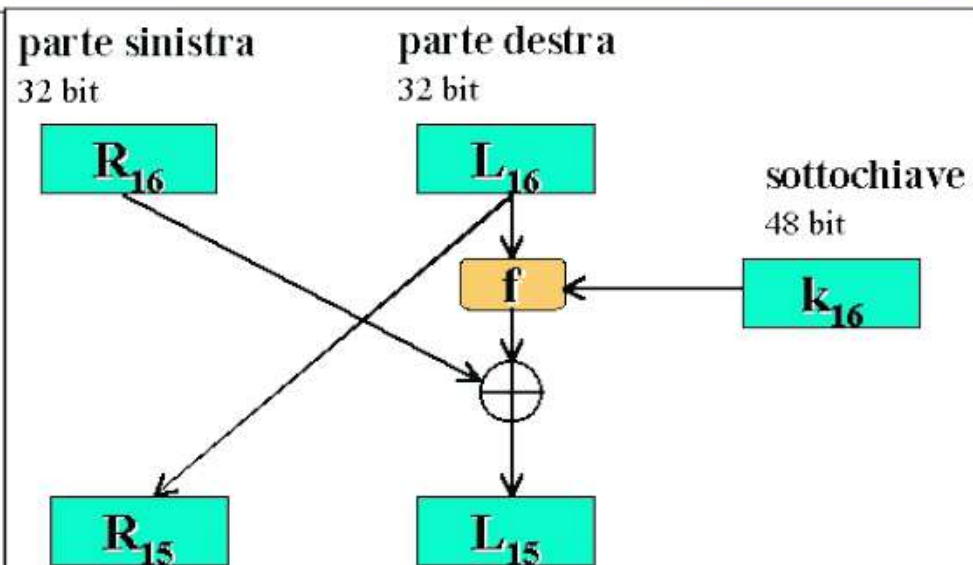 parte sinistra
32 bit
parte destra
32 bit
R16
L16
sottochiave
48 bit
f
k16
R15
L15